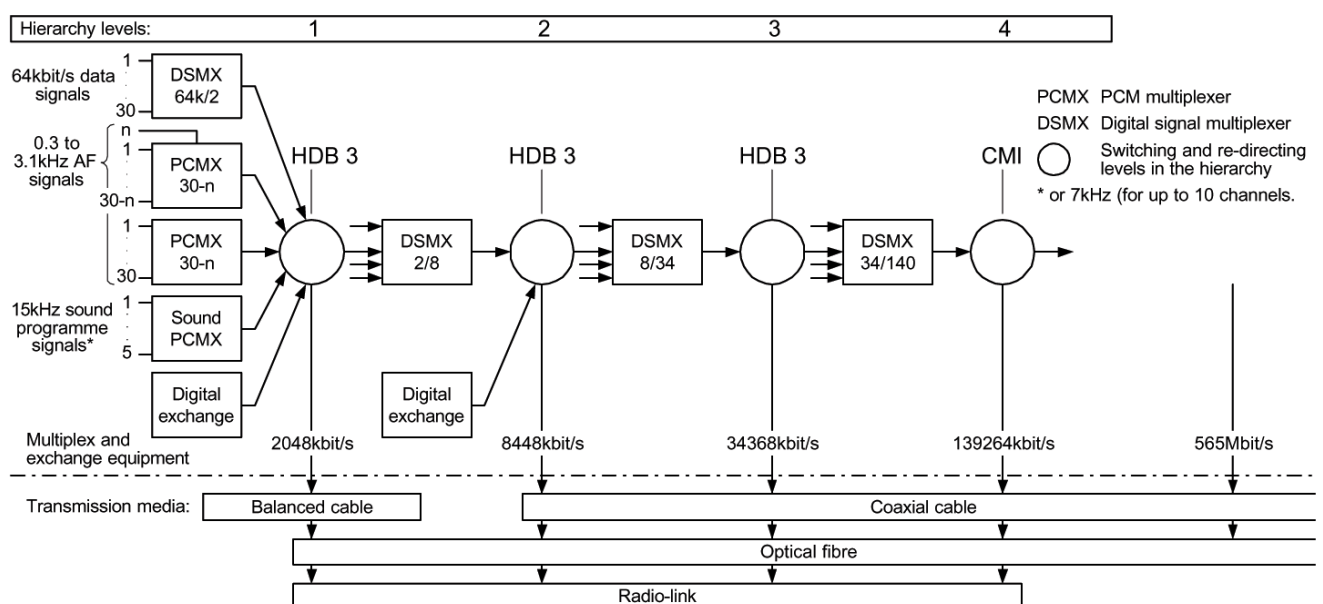 Hierarchy levels: 1 2 3 4
64kbit/s data
signals
1
30
DSMX
64k/2
0.3 to
3.1kHz AF
signals
n
1
30-n
PCMX
30-n
1
30
PCMX
30-n
15kHz sound
programme
signals*
1
5
Sound
PCMX
Digital
exchange
HDB 3
DSMX
2/8
HDB 3
Digital
exchange
DSMX
8/34
HDB 3
DSMX
34/140
CMI
PCMX PCM multiplexer
DSMX Digital signal multiplexer
Switching and re-directing
levels in the hierarchy
* or 7kHz (for up to 10 channels.
Multiplex and
exchange equipment
2048kbit/s 8448kbit/s 34368kbit/s 139264kbit/s 565Mbit/s
Transmission media: Balanced cable Coaxial cable
Optical fibre
Radio-link